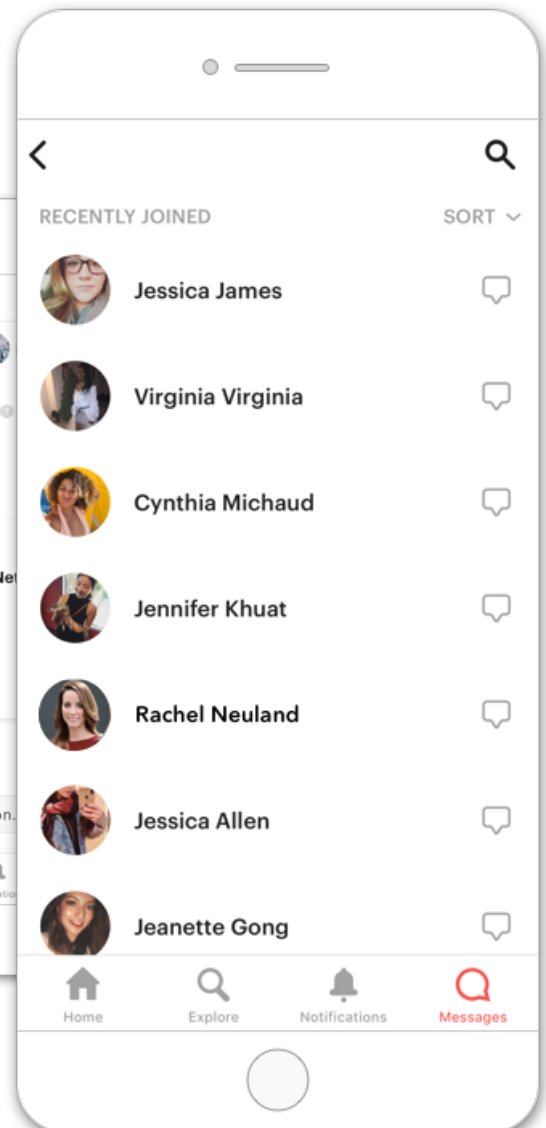 RECENTLY JOINED SORT
Jessica James
Virginia Virginia
Cynthia Michaud
Jennifer Khuat
Rachel Neuland
Jessica Allen
Jeanette Gong
Home Explore Notifications Messages